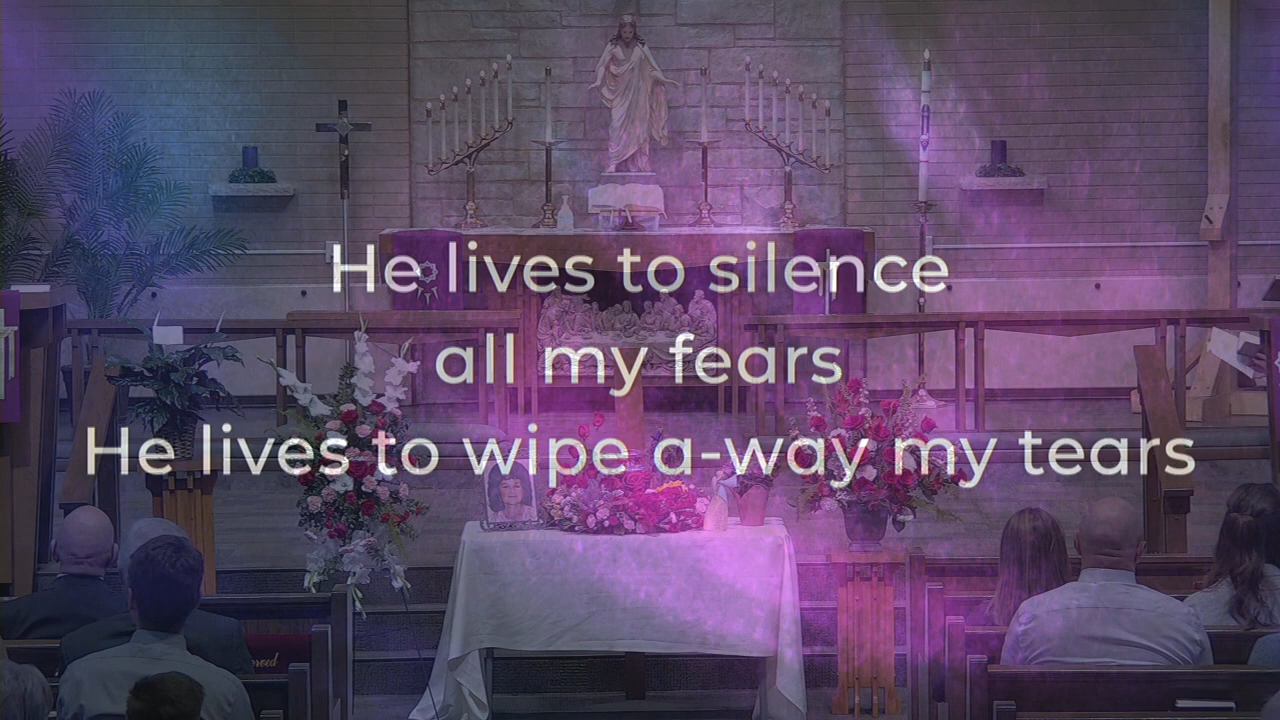 He lives to silence
all my fears
He lives to wipe a-way my tears